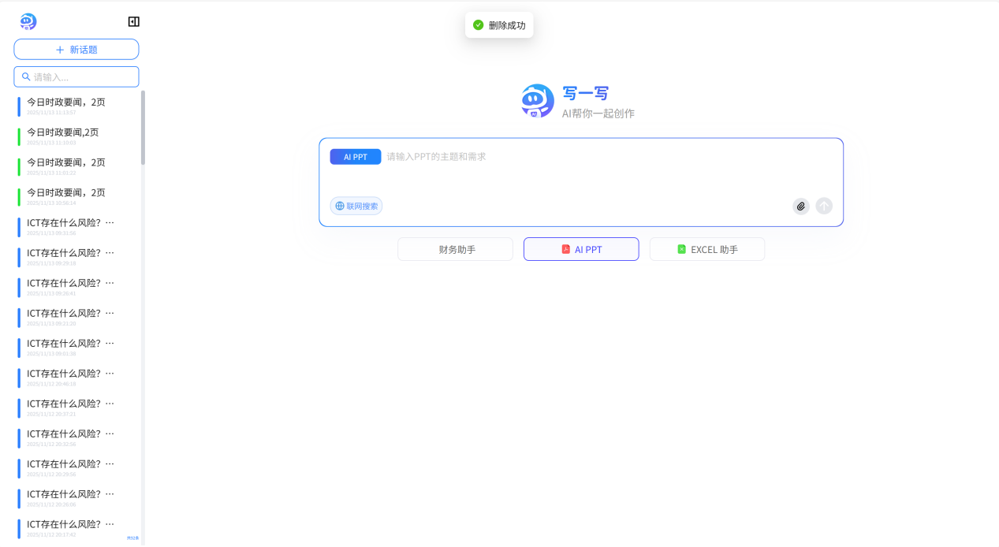 删除成功
新话题
请输入...
今日时政要闻，2页
2025/11/13 11:13:57
今日时政要闻,2页
2025/11/13 11:10:03
今日时政要闻，2页
2025/11/13 11:01:22
今日时政要闻，2页
2025/11/13 10:56:14
ICT存在什么风险？…
2025/11/13 09:31:56
ICT存在什么风险？…
2025/11/13 09:29:18
ICT存在什么风险？…
2025/11/13 09:26:41
ICT存在什么风险？…
2025/11/13 09:21:20
ICT存在什么风险？…
2025/11/13 09:01:38
ICT存在什么风险？…
2025/11/12 20:40:18
ICT存在什么风险？…
2025/11/12 20:37:21
ICT存在什么风险？…
2025/11/12 20:32:56
ICT存在什么风险？…
2025/11/12 20:29:56
ICT存在什么风险？…
2025/11/12 20:26:06
ICT存在什么风险？…
2025/11/12 20:17:42
写一写
AI帮你一起创作
AI PPT
请输入PPT的主题和需求
联网搜索
财务助手
AI PPT
EXCEL 助手